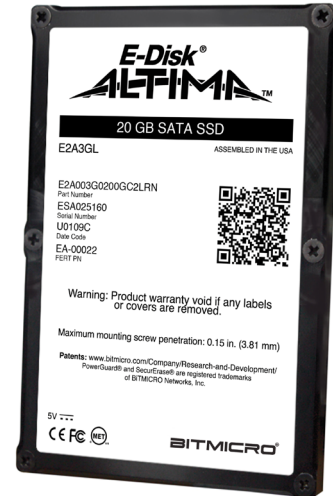 E-Disk®
ALTIMA™
20 GB SATA SSD
E2A3GL ASSEMBLED IN THE USA
E2A003G0200GC2LRN
Part Number
ESA025160
Serial Number
U0109C
Date Code
EA-00022
FERT PN
Warning: Product warranty void if any labels
or covers are removed.
Maximum mounting screw penetration: 0.15 in. (3.81 mm)
Patents: www.bitmicro.com/Company/Research-and-Development/
PowerGuard® and SecurErase® are registered trademarks
of BiTMICRO Networks, Inc.
5V
CE FC MET
BITMICRO®